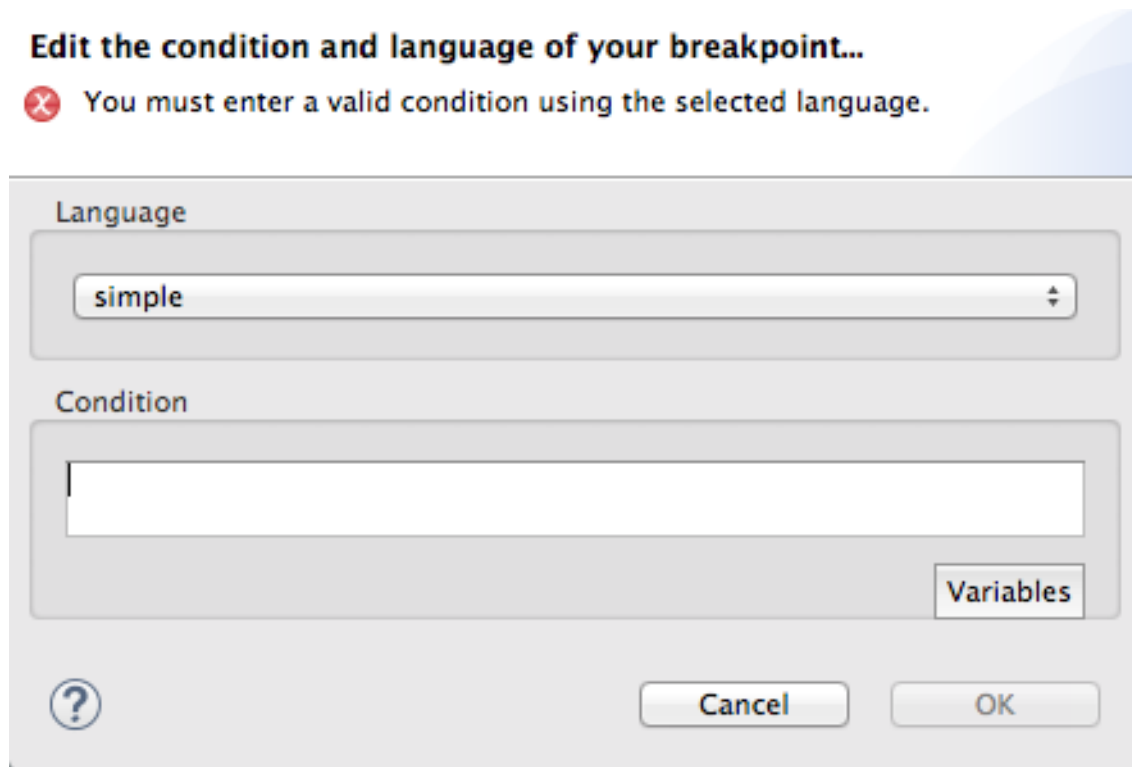 Edit the condition and language of your breakpoint...
You must enter a valid condition using the selected language.
Language
simple
Condition
Variables
?
Cancel
OK